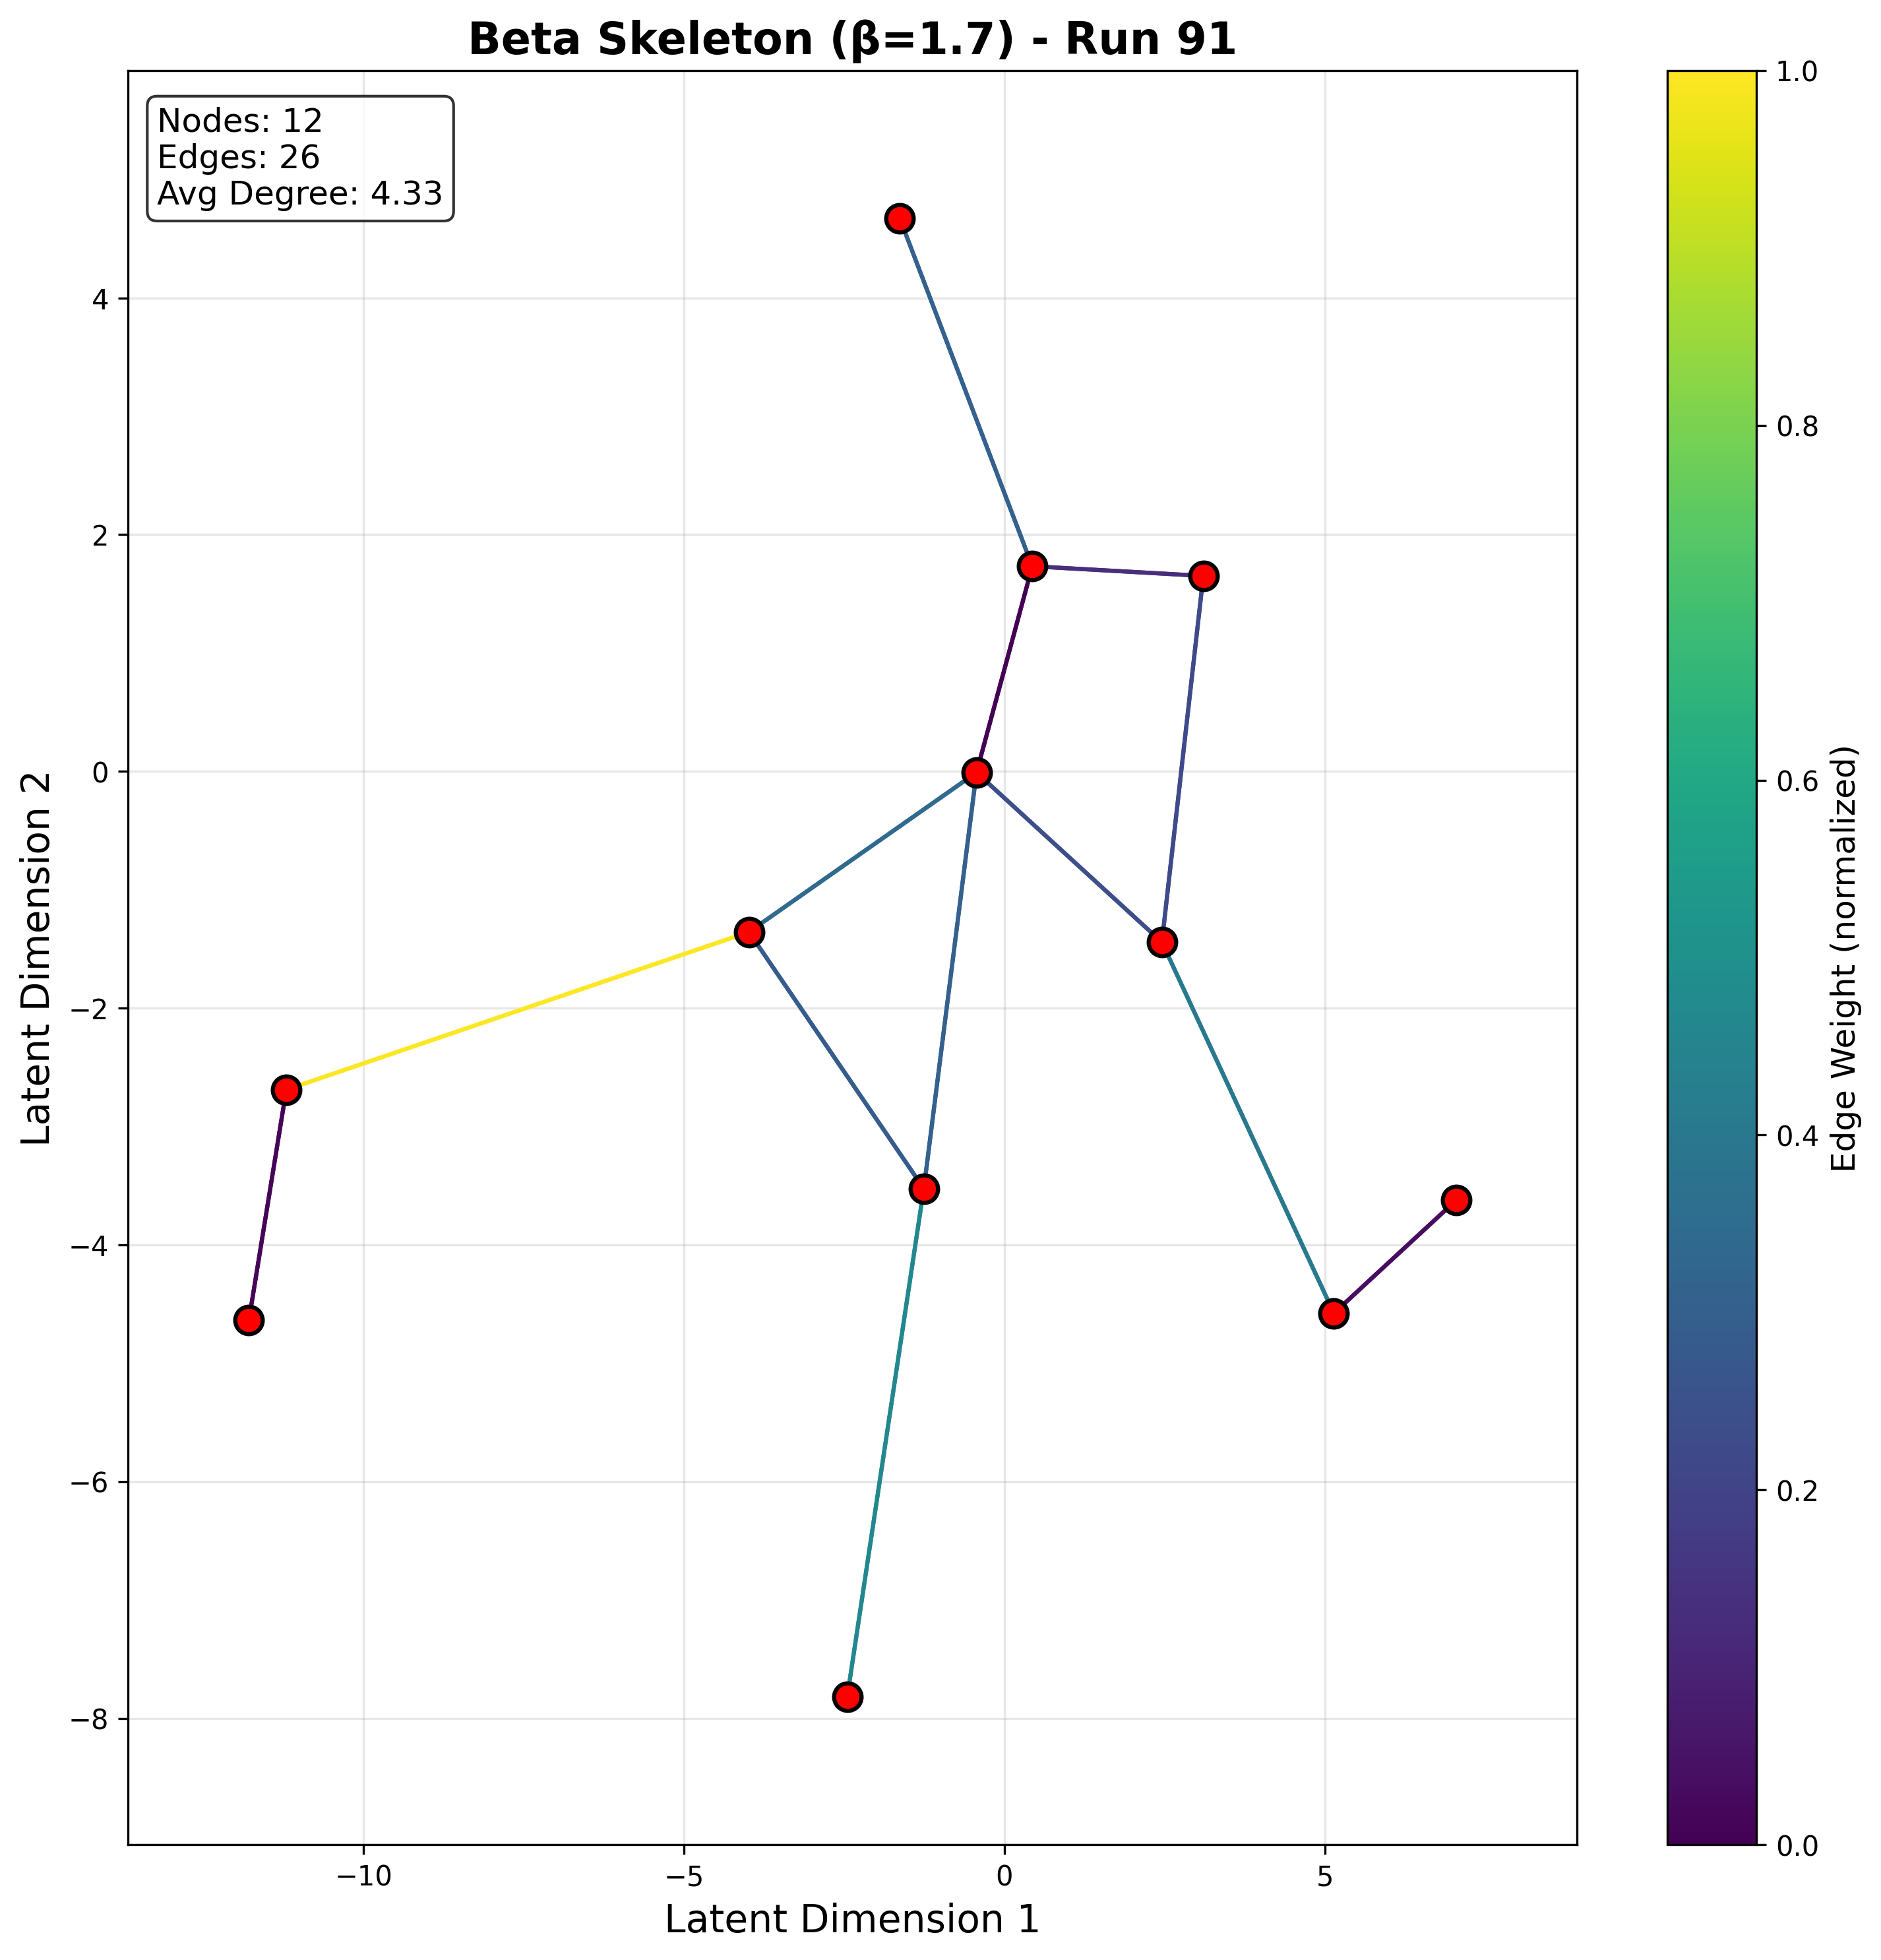 Beta Skeleton (β=1.7) - Run 91
Nodes: 12
Edges: 26
Avg Degree: 4.33
Latent Dimension 2
4
2
0
−2
−4
−6
−8
−10
−5
0
5
Latent Dimension 1
1.0
0.8
0.6
0.4
0.2
0.0
Edge Weight (normalized)